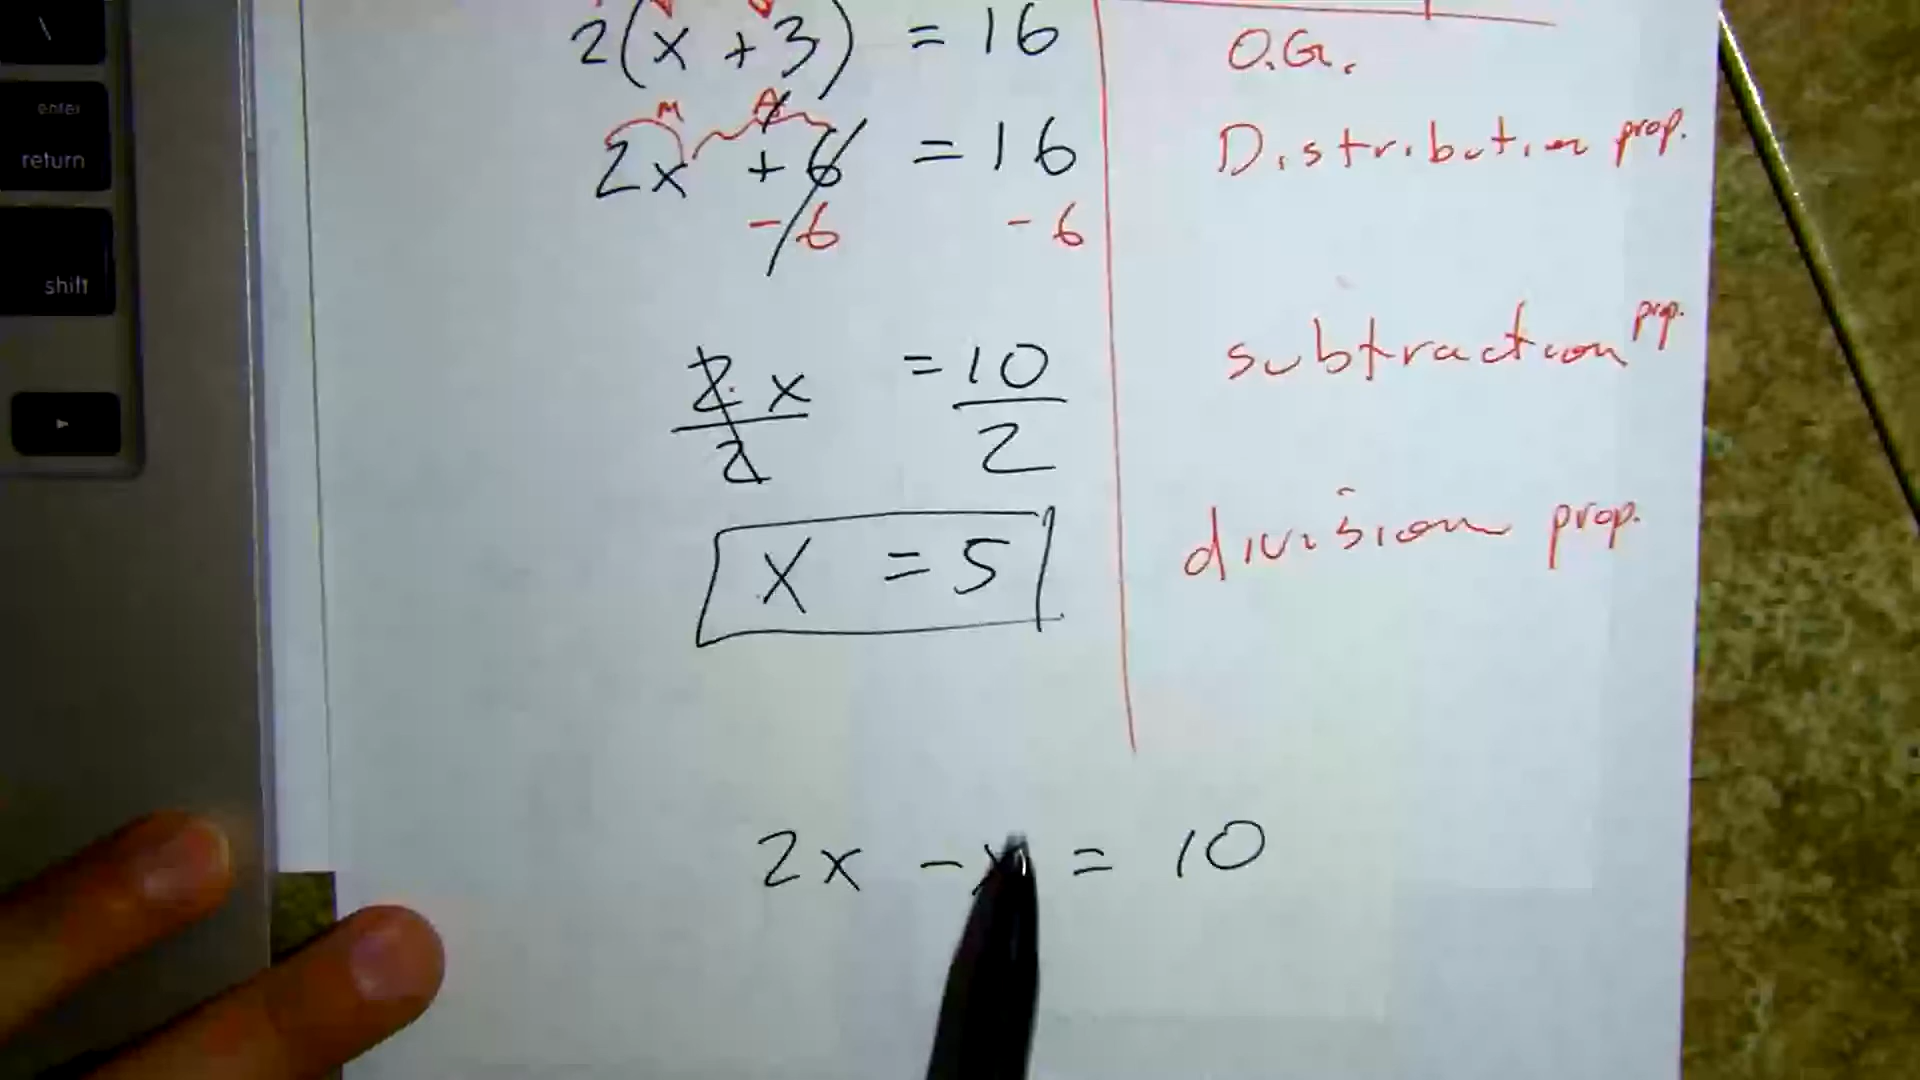 \
enter
return
shift
2(x + 3) = 16
O.G.
M A
2x + 6 = 16
Distribution prop.
- 6 - 6
2·x = 10
subtraction prop.
2 2
x = 5
division prop.
2x - x = 10